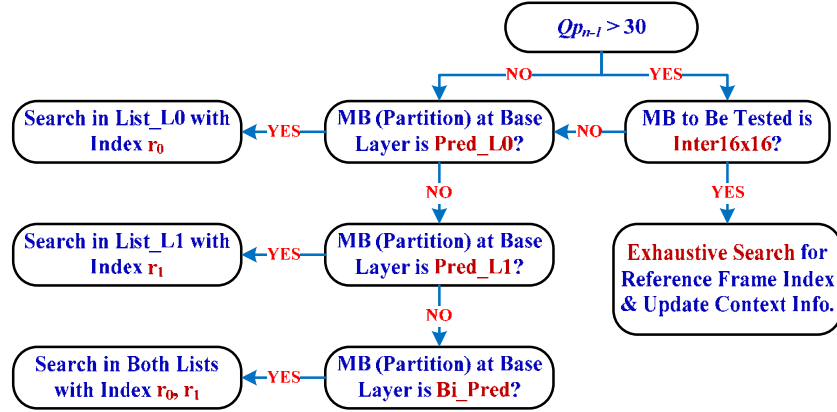 Qpn-1 > 30
NO
YES
Search in List_L0 with
Index r0
YES
MB (Partition) at Base
Layer is Pred_L0?
NO
MB to Be Tested is
Inter16x16?
NO
YES
Search in List_L1 with
Index r1
YES
MB (Partition) at Base
Layer is Pred_L1?
Exhaustive Search for
Reference Frame Index
& Update Context Info.
NO
Search in Both Lists
with Index r0, r1
YES
MB (Partition) at Base
Layer is Bi_Pred?